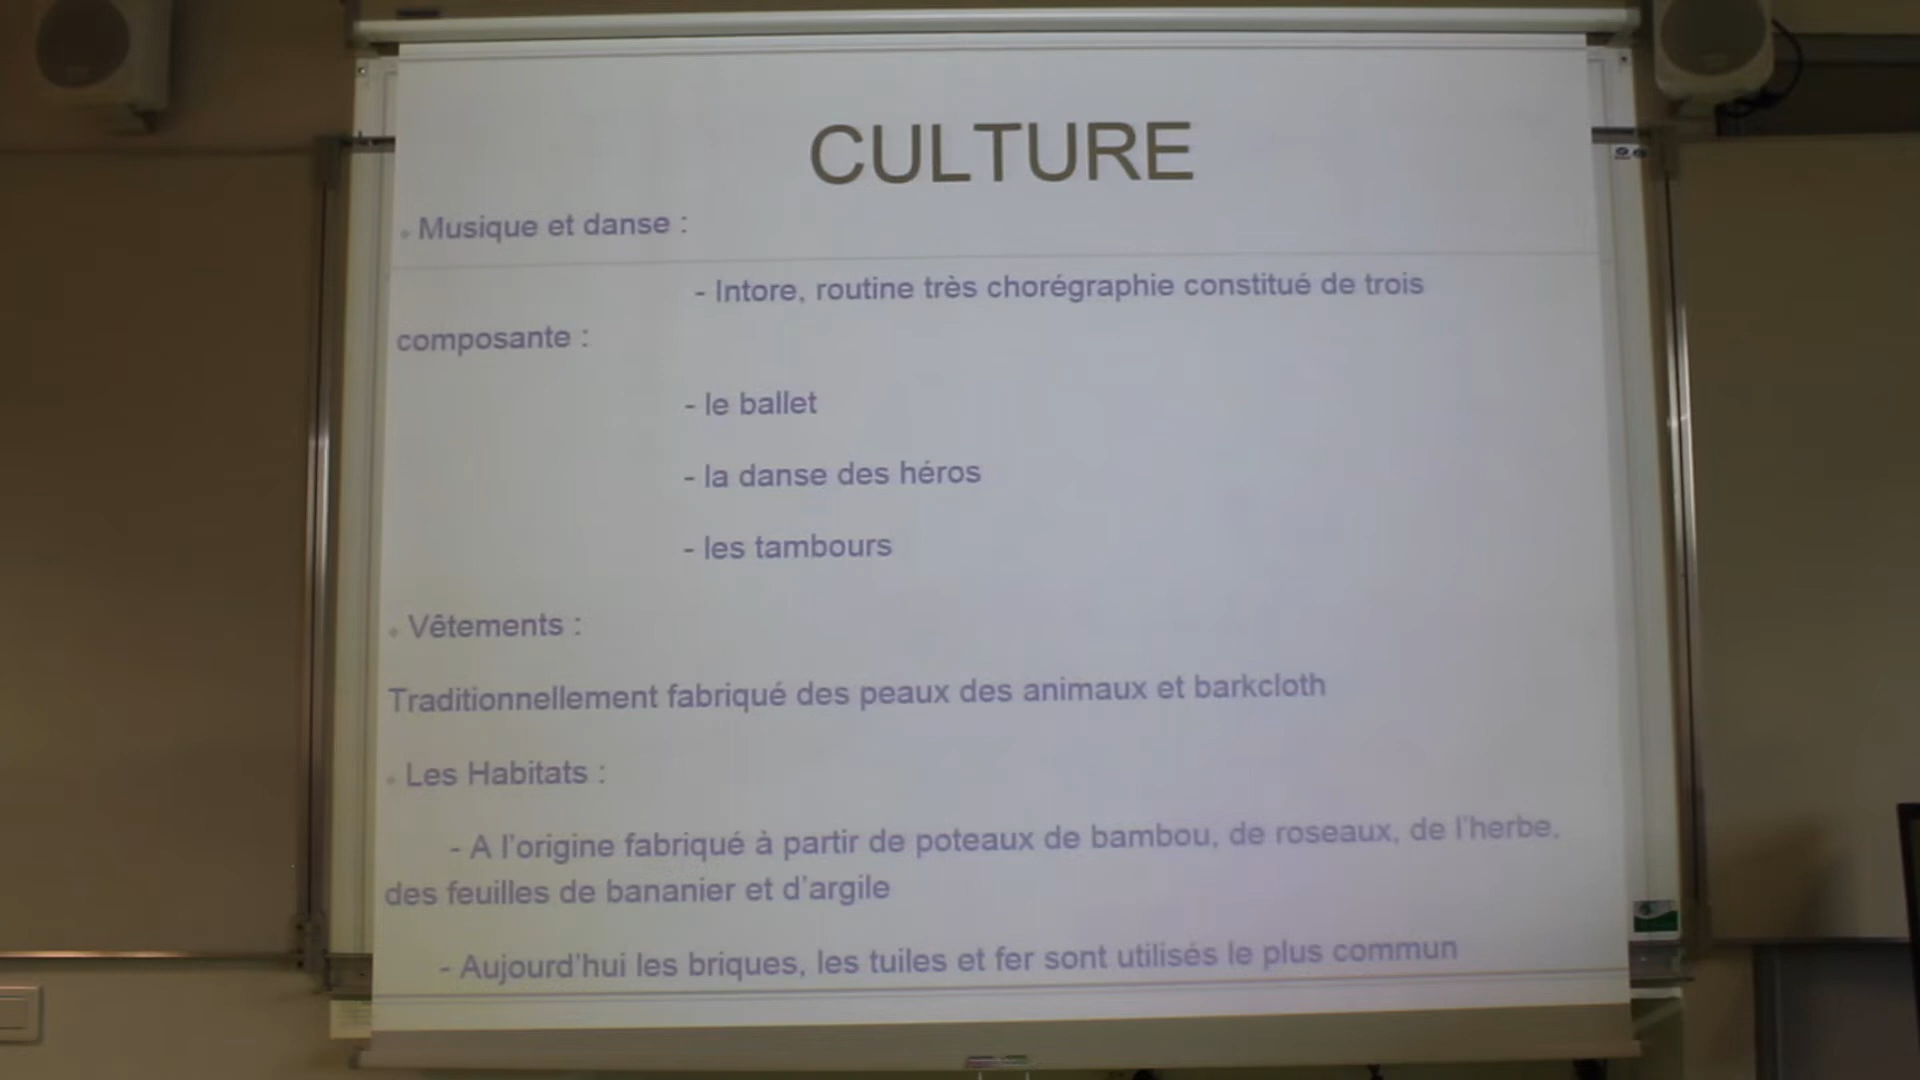 CULTURE
• Musique et danse :
- Intore, routine très chorégraphie constitué de trois
composante :
- le ballet
- la danse des héros
- les tambours
• Vêtements :
Traditionnellement fabriqué des peaux des animaux et barkcloth
• Les Habitats :
- A l'origine fabriqué à partir de poteaux de bambou, de roseaux, de l'herbe,
des feuilles de bananier et d'argile
- Aujourd'hui les briques, les tuiles et fer sont utilisés le plus commun